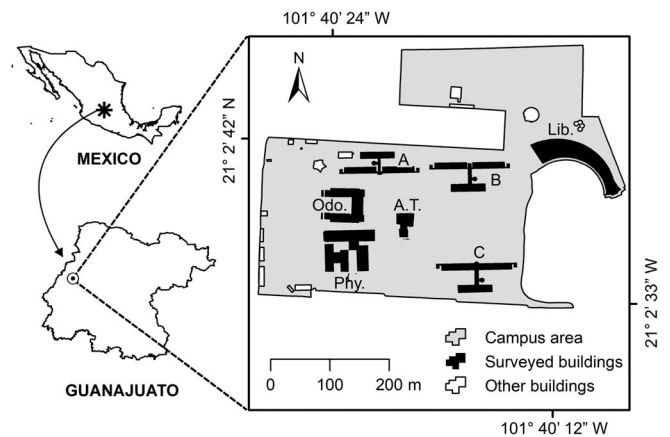 101° 40' 24" W
N
21° 2' 42" N
MEXICO
Lib.
A
B
Odo.
A.T.
Phy.
C
21° 2' 33" W
Campus area
Surveyed buildings
Other buildings
0 100 200 m
GUANAJUATO
101° 40' 12" W